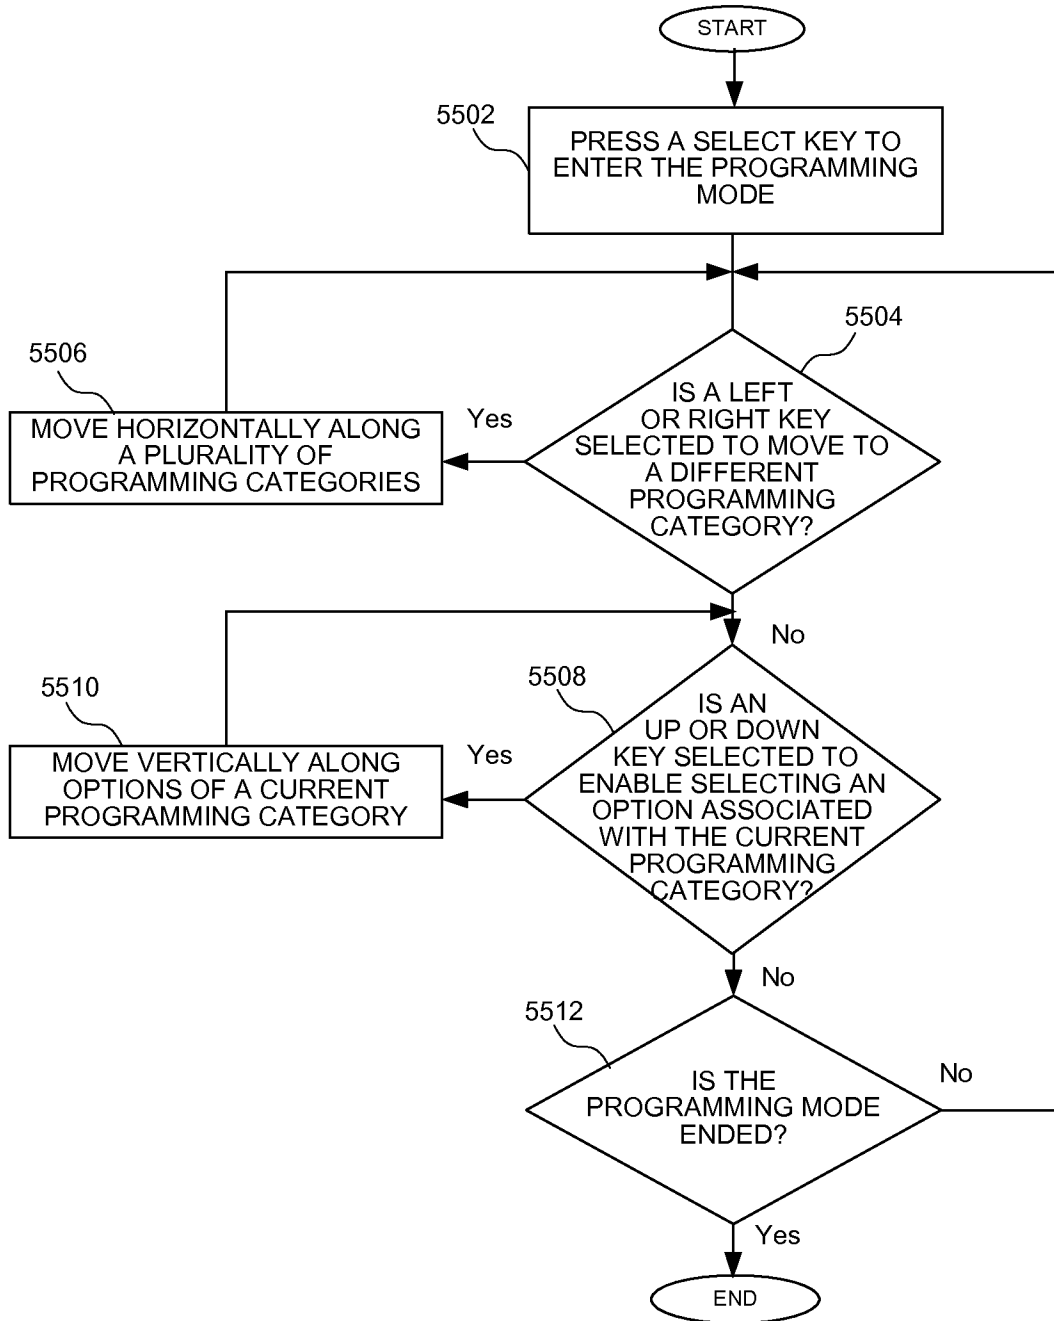 START
5502
PRESS A SELECT KEY TO
ENTER THE PROGRAMMING
MODE
5504
5506
IS A LEFT
OR RIGHT KEY
SELECTED TO MOVE TO
A DIFFERENT
PROGRAMMING
CATEGORY?
Yes
MOVE HORIZONTALLY ALONG
A PLURALITY OF
PROGRAMMING CATEGORIES
No
5508
5510
IS AN
UP OR DOWN
KEY SELECTED TO
ENABLE SELECTING AN
OPTION ASSOCIATED
WITH THE CURRENT
PROGRAMMING
CATEGORY?
Yes
MOVE VERTICALLY ALONG
OPTIONS OF A CURRENT
PROGRAMMING CATEGORY
No
5512
IS THE
PROGRAMMING MODE
ENDED?
No
Yes
END